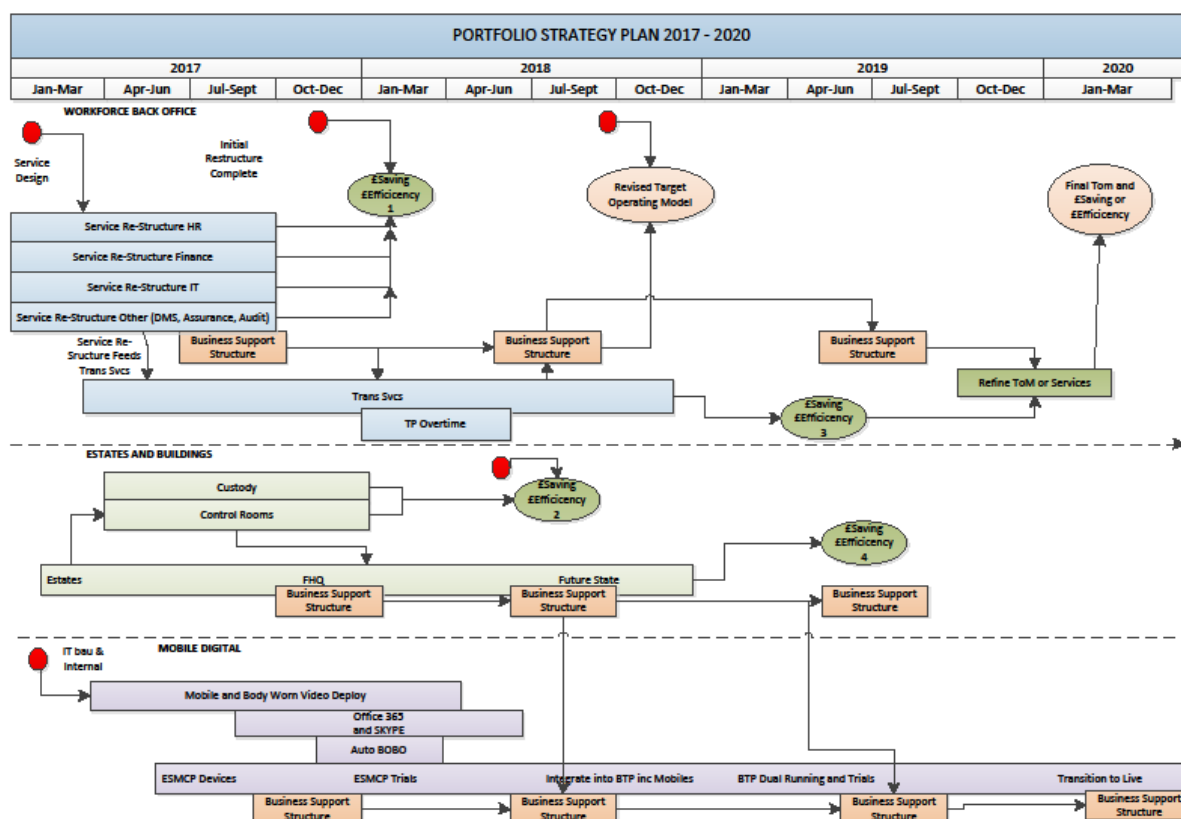 PORTFOLIO STRATEGY PLAN 2017 - 2020
2017
2018
2019
2020
Jan-Mar
Apr-Jun
Jul-Sept
Oct-Dec
Jan-Mar
Apr-Jun
Jul-Sept
Oct-Dec
Jan-Mar
Apr-Jun
Jul-Sept
Oct-Dec
Jan-Mar
WORKFORCE BACK OFFICE
Service
Design
Initial
Restructure
Complete
£Saving
£Efficicency
1
Revised Target
Operating Model
Final Tom and
£Saving or
£Efficicency
Service Re-Structure HR
Service Re-Structure Finance
Service Re-Structure IT
Service Re-Structure Other (DMS, Assurance, Audit)
Service Re-
Sructure Feeds
Trans Svcs
Business Support
Structure
Business Support
Structure
Business Support
Structure
Refine ToM or Services
Trans Svcs
TP Overtime
£Saving
£Efficicency
3
ESTATES AND BUILDINGS
Custody
Control Rooms
£Saving
£Efficicency
2
£Saving
£Efficicency
4
Estates
FHQ
Future State
Business Support
Structure
Business Support
Structure
Business Support
Structure
MOBILE DIGITAL
IT bau &
Internal
Mobile and Body Worn Video Deploy
Office 365
and SKYPE
Auto BOBO
ESMCP Devices
ESMCP Trials
Integrate into BTP inc Mobiles
BTP Dual Running and Trials
Transition to Live
Business Support
Structure
Business Support
Structure
Business Support
Structure
Business Support
Structure